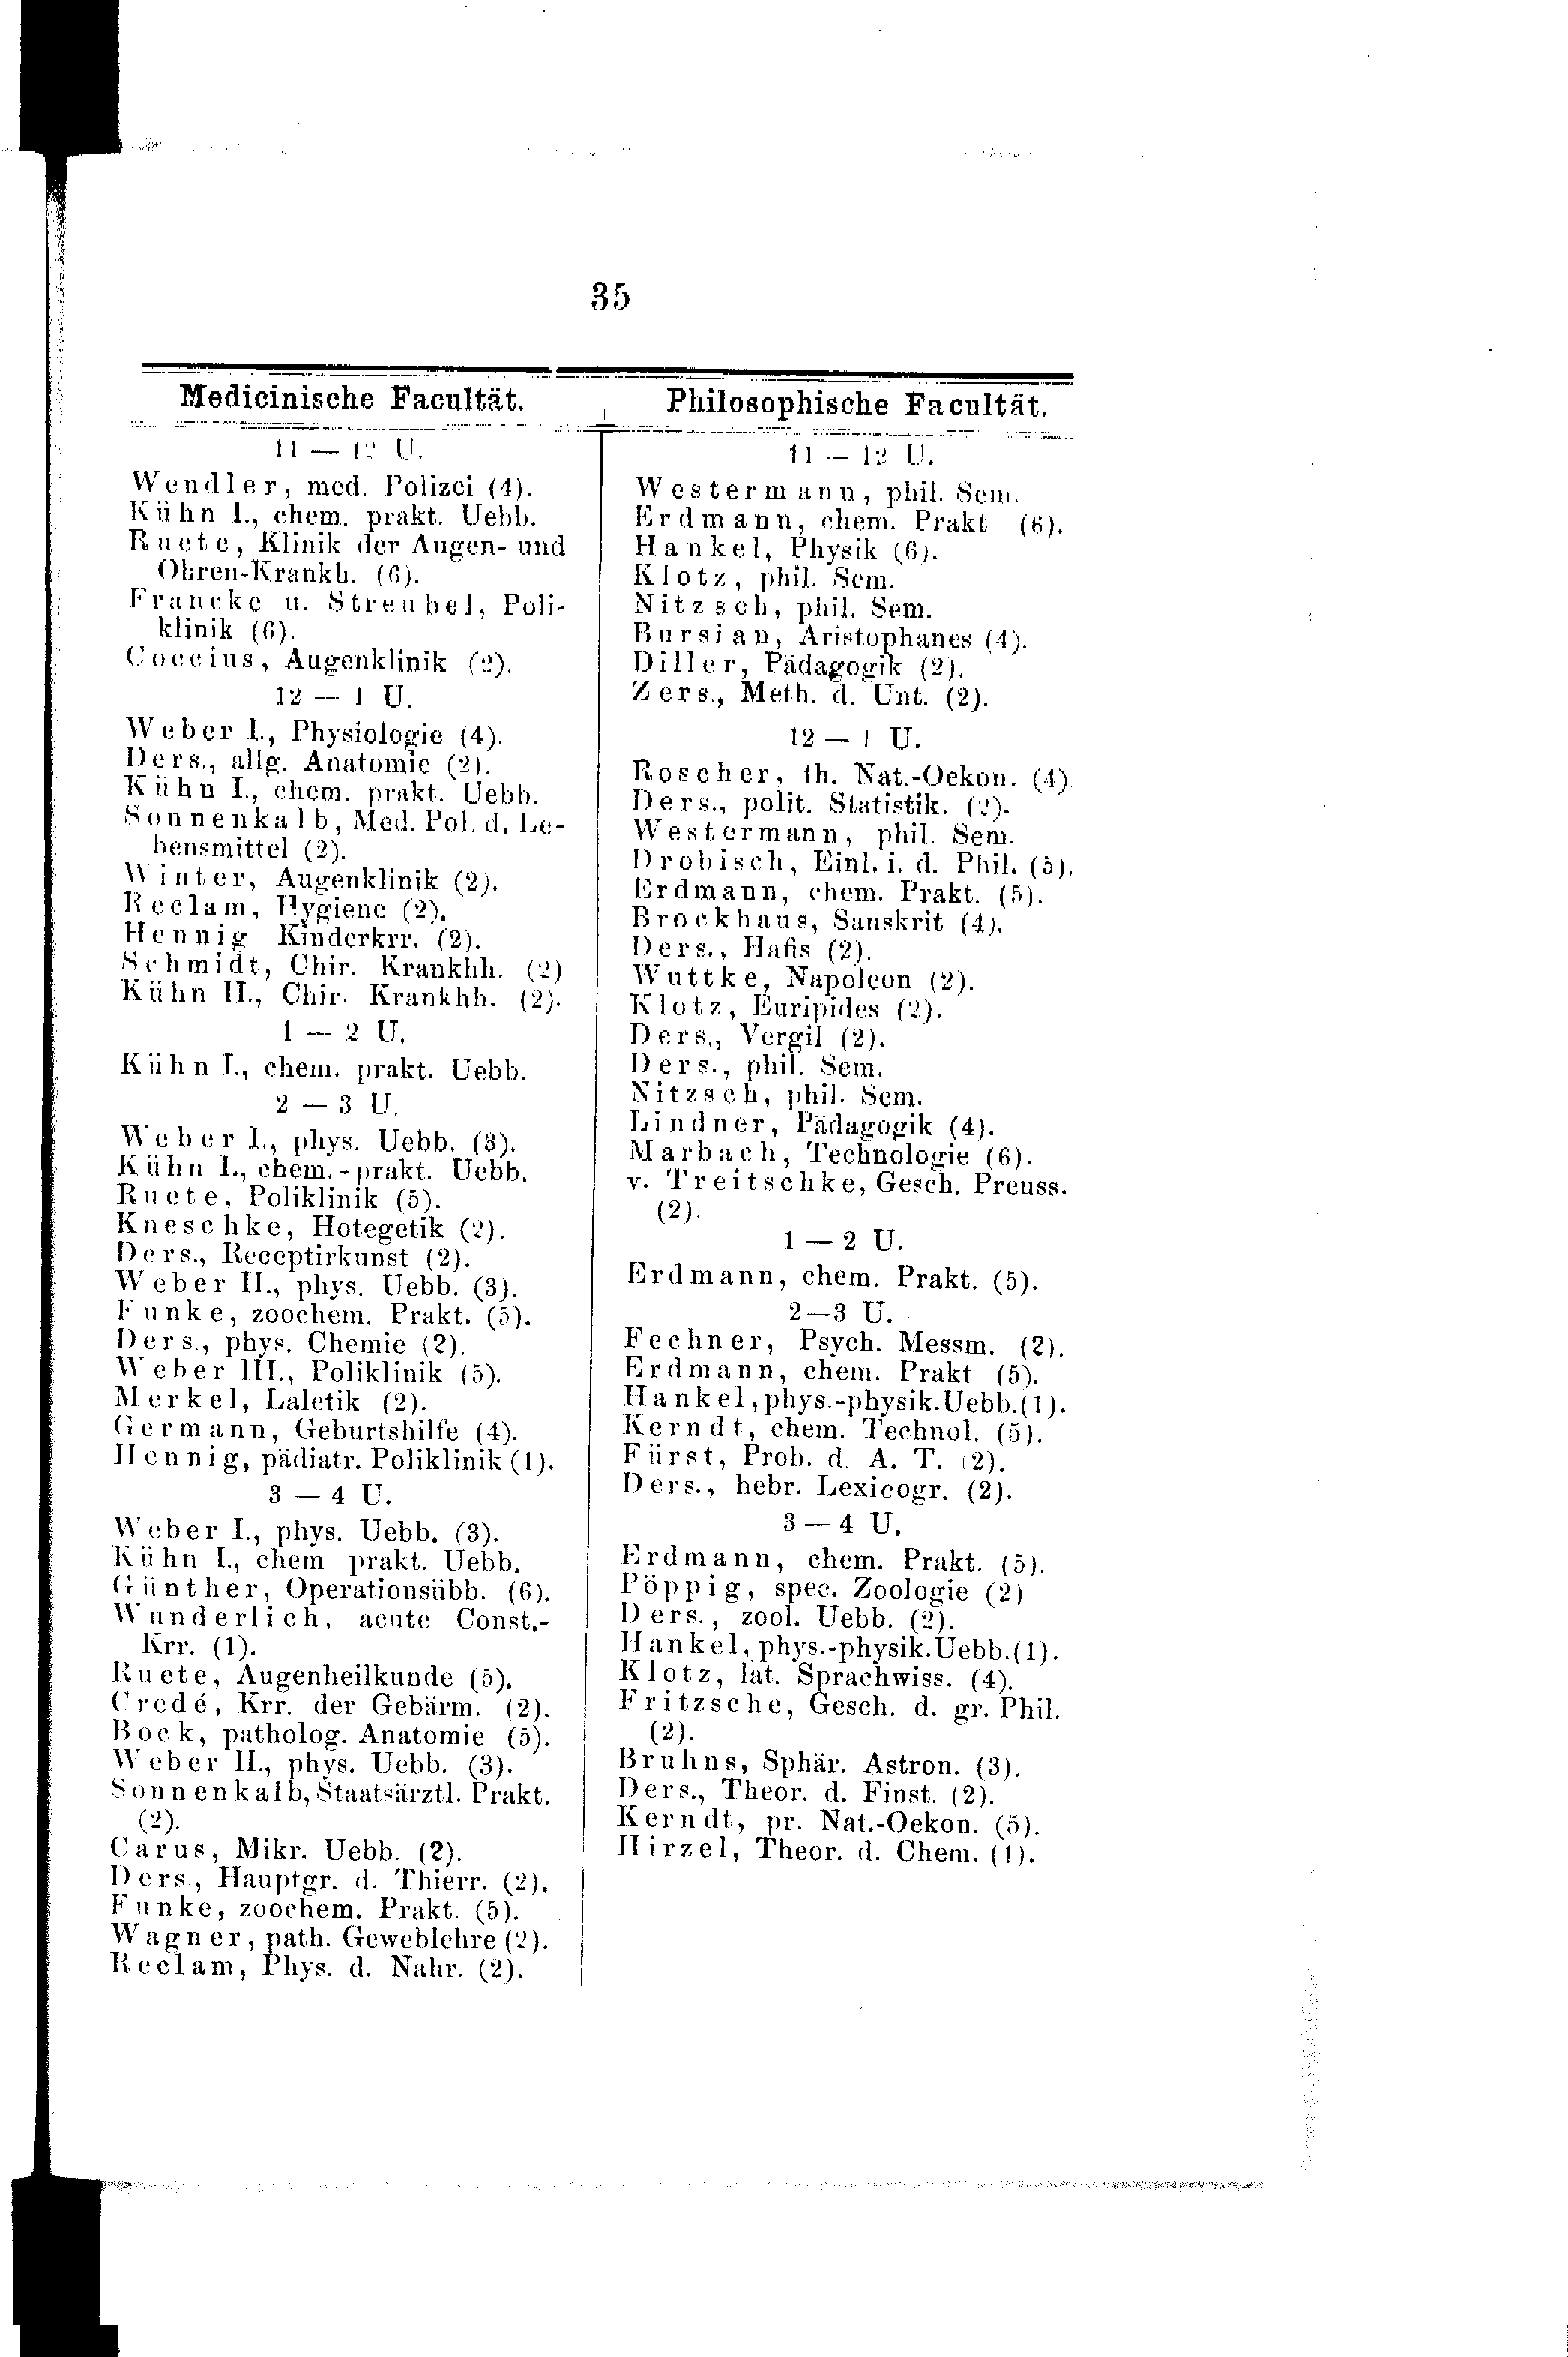 35
Medicinische Facultät.
11 — 12 U.
Wendler, med. Polizei (4).
Kühn I., chem. prakt. Uebb.
Ruete, Klinik der Augen- und
Ohren-Krankh. (6).
Francke u. Streubel, Poli-
klinik (6).
Coccius, Augenklinik (2).
12 — 1 U.
Weber I., Physiologie (4).
Ders., allg. Anatomie (2).
Kühn I., chem. prakt. Uebb.
Sonnenkalb, Med. Pol. d. Le-
bensmittel (2).
Winter, Augenklinik (2).
Reclam, Hygiene (2).
Hennig Kinderkrr. (2).
Schmidt, Chir. Krankhh. (2)
Kühn II., Chir. Krankhh. (2).
1 — 2 U.
Kühn I., chem. prakt. Uebb.
2 — 3 U.
Weber I., phys. Uebb. (3).
Kühn I., chem.-prakt. Uebb.
Ruete, Poliklinik (5).
Kneschke, Hotegetik (2).
Ders., Receptirkunst (2).
Weber II., phys. Uebb. (3).
Funke, zoochem. Prakt. (5).
Ders., phys. Chemie (2).
Weber III., Poliklinik (5).
Merkel, Laletik (2).
Germann, Geburtshilfe (4).
Hennig, pädiatr. Poliklinik (1).
3 — 4 U.
Weber I., phys. Uebb. (3).
Kühn I., chem prakt. Uebb.
Günther, Operationsübb. (6).
Wunderlich, acute Const.-
Krr. (1).
Ruete, Augenheilkunde (5).
Credé, Krr. der Gebärm. (2).
Bock, patholog. Anatomie (5).
Weber II., phys. Uebb. (3).
Sonnenkalb, Staatsärztl. Prakt.
(2).
Carus, Mikr. Uebb. (2).
Ders., Hauptgr. d. Thierr. (2).
Funke, zoochem. Prakt. (5).
Wagner, path. Geweblehre (2).
Reclam, Phys. d. Nahr. (2).
Philosophische Facultät.
11 — 12 U.
Westermann, phil. Sem.
Erdmann, chem. Prakt (6).
Hankel, Physik (6).
Klotz, phil. Sem.
Nitzsch, phil. Sem.
Bursian, Aristophanes (4).
Diller, Pädagogik (2).
Zers., Meth. d. Unt. (2).
12 — 1 U.
Roscher, th. Nat.-Oekon. (4)
Ders., polit. Statistik. (2).
Westermann, phil. Sem.
Drobisch, Einl. i. d. Phil. (5).
Erdmann, chem. Prakt. (5).
Brockhaus, Sanskrit (4).
Ders., Hafis (2).
Wuttke, Napoleon (2).
Klotz, Euripides (2).
Ders., Vergil (2).
Ders., phil. Sem.
Nitzsch, phil. Sem.
Lindner, Pädagogik (4).
Marbach, Technologie (6).
v. Treitschke, Gesch. Preuss.
(2).
1 — 2 U.
Erdmann, chem. Prakt. (5).
2—3 U.
Fechner, Psych. Messm. (2).
Erdmann, chem. Prakt (5).
Hankel, phys.-physik. Uebb. (1).
Kerndt, chem. Technol. (5).
Fürst, Prob. d. A. T. (2).
Ders., hebr. Lexicogr. (2).
3 — 4 U.
Erdmann, chem. Prakt. (5).
Pöppig, spec. Zoologie (2)
Ders., zool. Uebb. (2).
Hankel, phys.-physik. Uebb. (1).
Klotz, lat. Sprachwiss. (4).
Fritzsche, Gesch. d. gr. Phil.
(2).
Bruhns, Sphär. Astron. (3).
Ders., Theor. d. Finst. (2).
Kerndt, pr. Nat.-Oekon. (5).
Hirzel, Theor. d. Chem. (1).